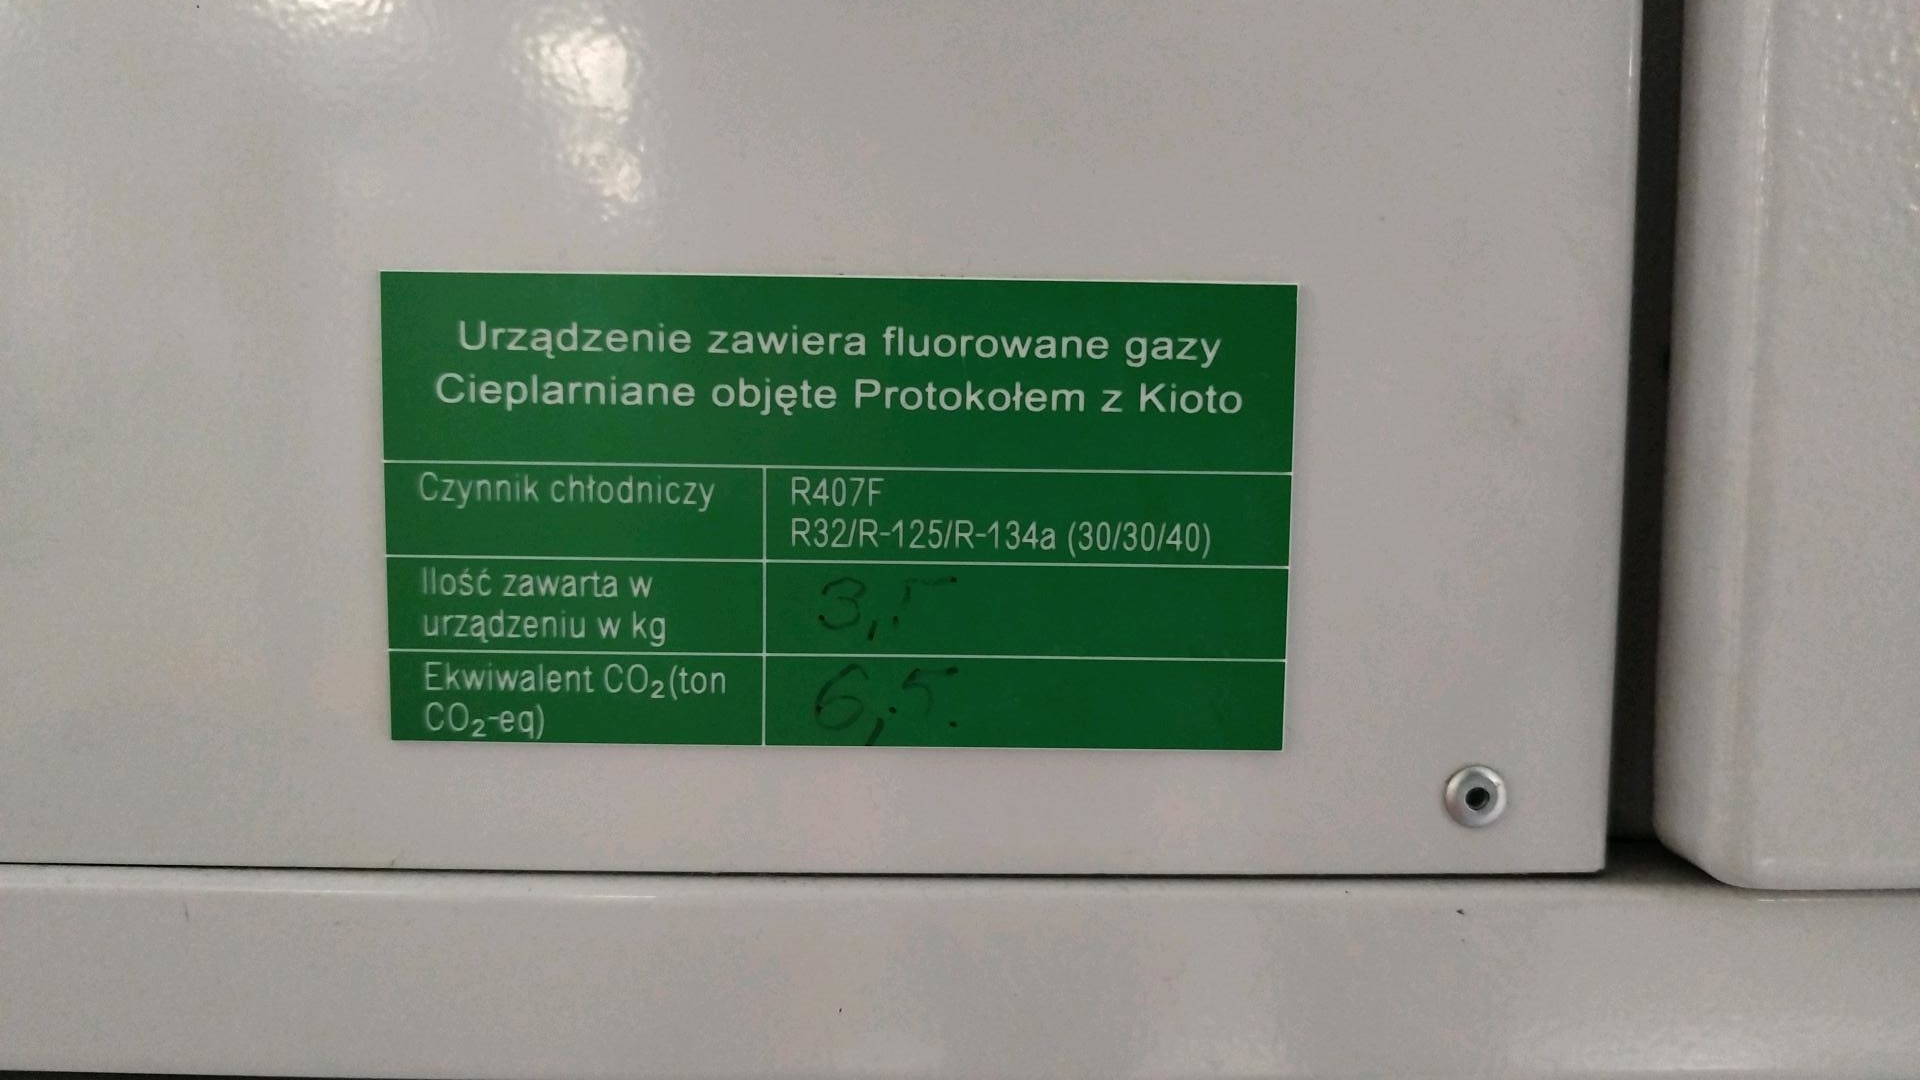 Urządzenie zawiera fluorowane gazy
Cieplarniane objęte Protokołem z Kioto
Czynnik chłodniczy
R407F
R32/R-125/R-134a (30/30/40)
Ilość zawarta w
urządzeniu w kg
3,5
Ekwiwalent CO₂(ton
CO₂-eq)
6,5.